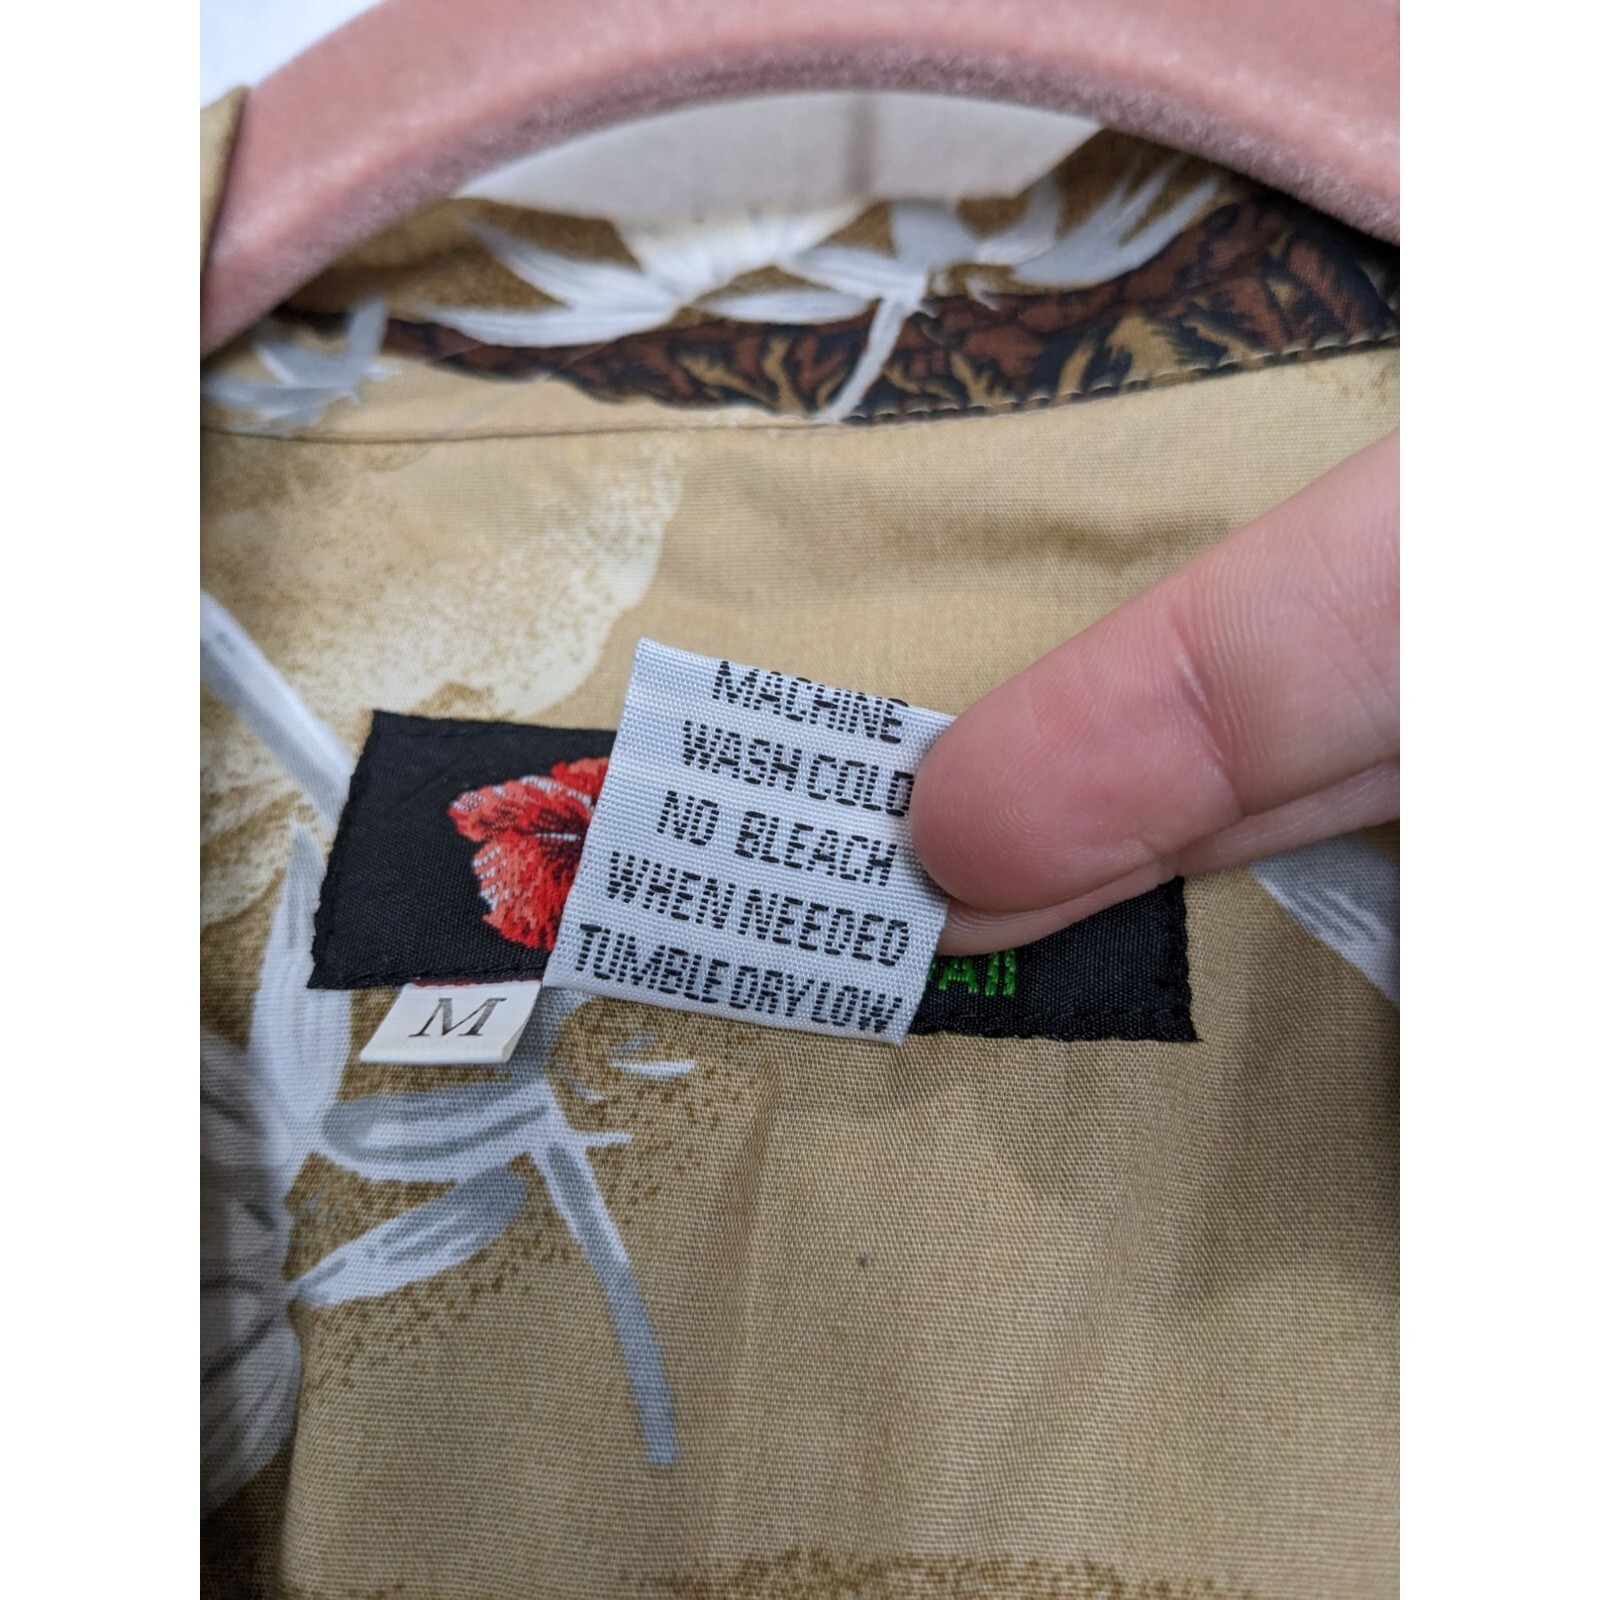 MACHINE
WASH COLD
NO BLEACH
WHEN NEEDED
TUMBLE DRY LOW
M